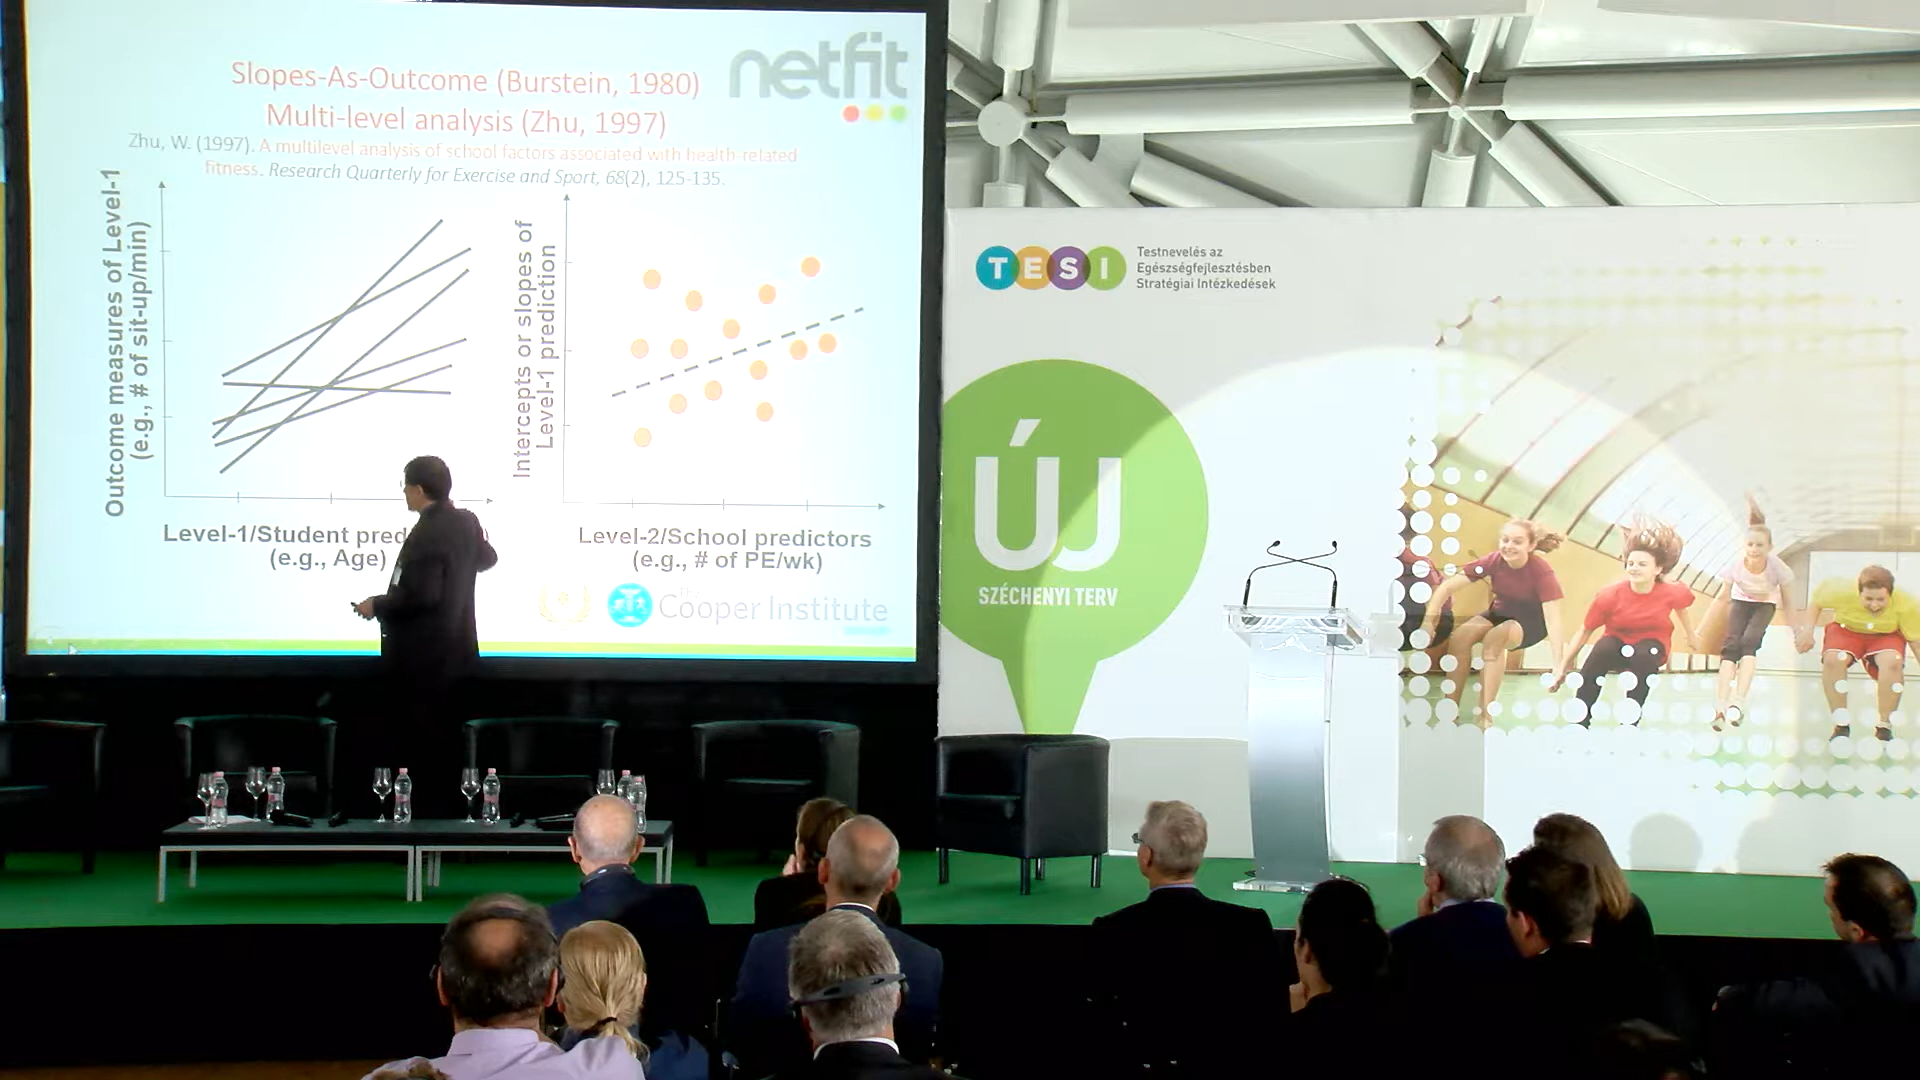 netfit
Slopes-As-Outcome (Burstein, 1980)
Multi-level analysis (Zhu, 1997)
Zhu, W. (1997). A multilevel analysis of school factors associated with health-related
fitness. Research Quarterly for Exercise and Sport, 68(2), 125-135.
Outcome measures of Level-1
(e.g., # of sit-up/min)
Level-1/Student pred
(e.g., Age)
Intercepts or slopes of
Level-1 prediction
Level-2/School predictors
(e.g., # of PE/wk)
The
Cooper Institute
TESI
Testnevelés az
Egészségfejlesztésben
Stratégiai Intézkedések
ÚJ
SZÉCHENYI TERV